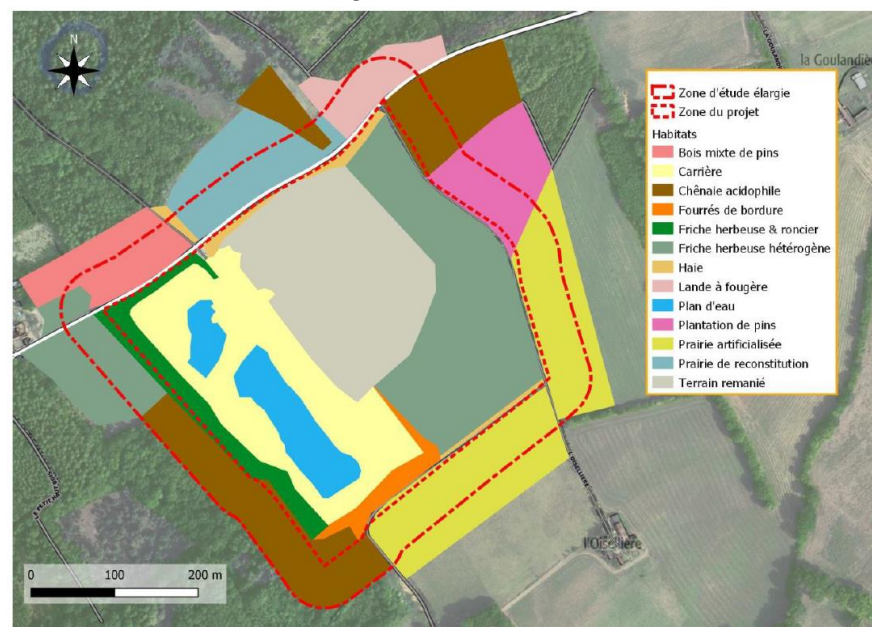 N
la Goulandiè
Zone d'étude élargie
Zone du projet
Habitats
Bois mixte de pins
Carrière
Chênaie acidophile
Fourrés de bordure
Friche herbeuse & roncier
Friche herbeuse hétérogène
Haie
Lande à fougère
Plan d'eau
Plantation de pins
Prairie artificialisée
Prairie de reconstitution
Terrain remanié
L'OISELLIERE
l'Oisellière
0 100 200 m